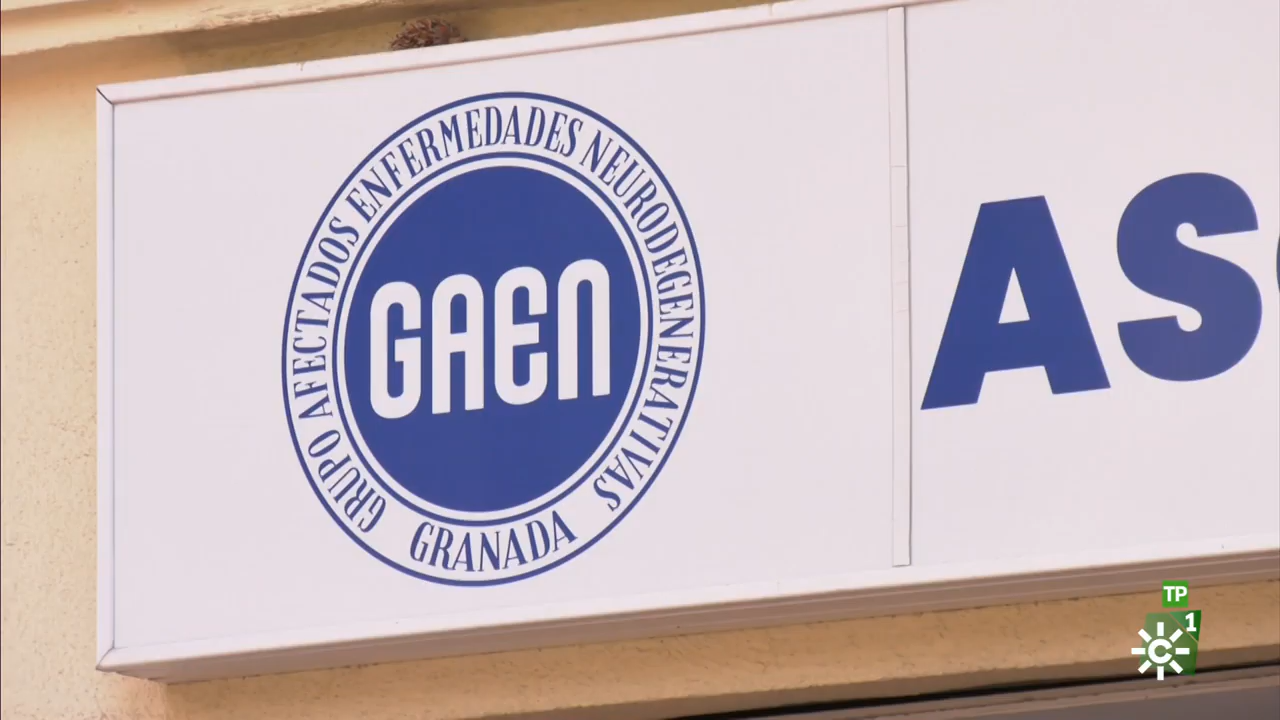 GRUPO AFECTADOS ENFERMEDADES NEURODEGENERATIVAS
GAEN
GRANADA
AS
TP
1
C